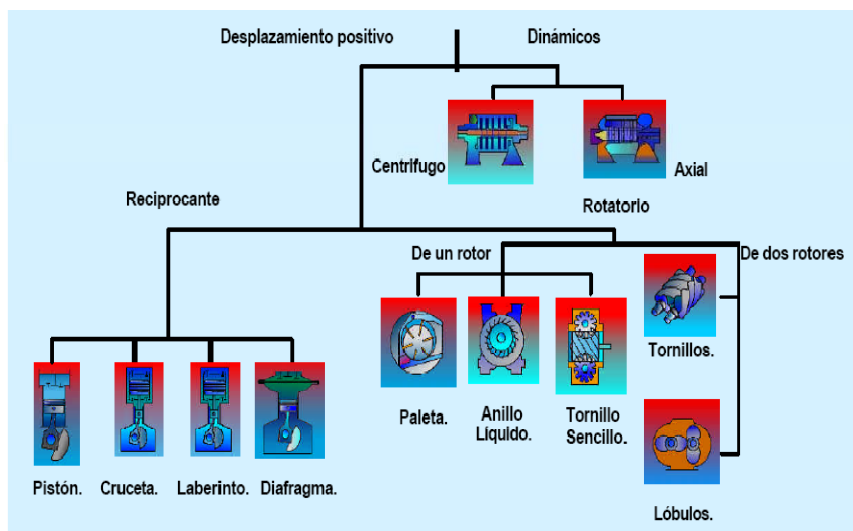 Desplazamiento positivo
Dinámicos
Centrífugo
Axial
Reciprocante
Rotatorio
De un rotor
De dos rotores
Tornillos.
Paleta.
Anillo
Líquido.
Tornillo
Sencillo.
Pistón.
Cruceta.
Laberinto.
Diafragma.
Lóbulos.